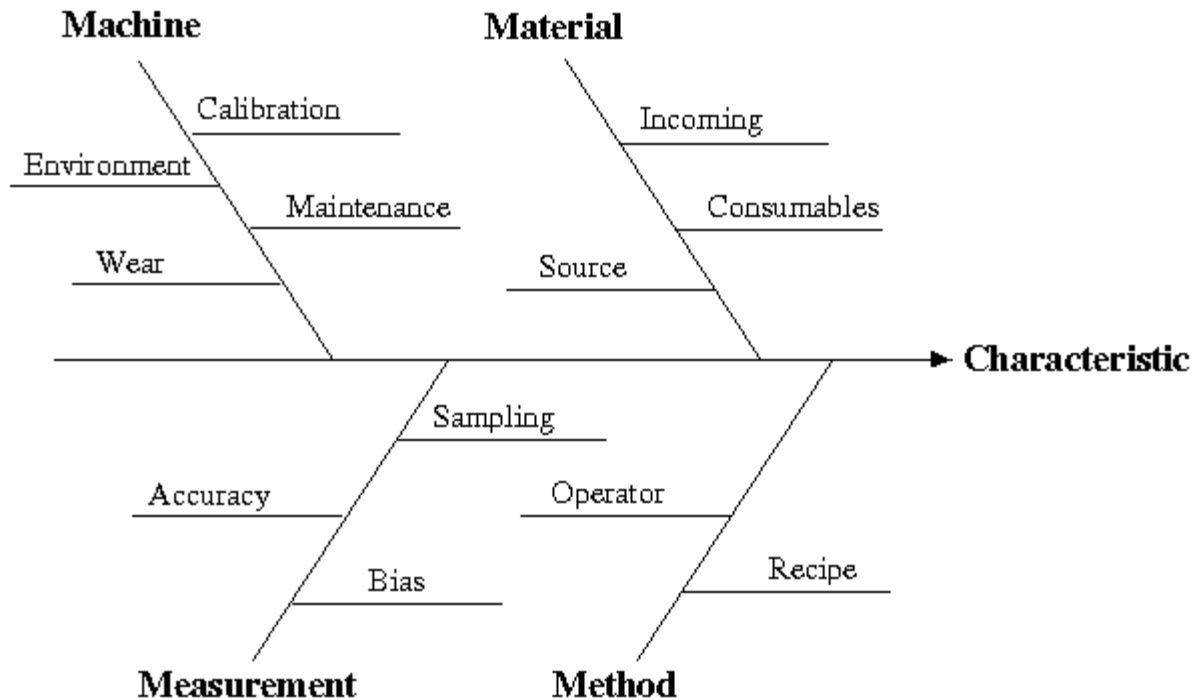 Machine
Material
Calibration
Incoming
Environment
Maintenance
Consumables
Wear
Source
Characteristic
Sampling
Accuracy
Operator
Bias
Recipe
Measurement
Method